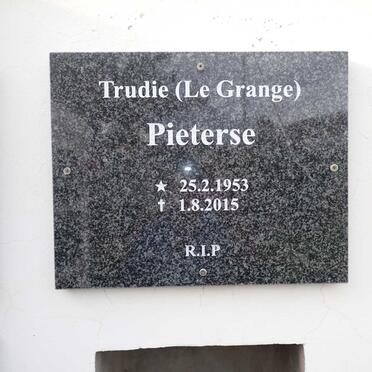 Trudie (Le Grange)
Pieterse
★ 25.2.1953
✝ 1.8.2015
R.I.P